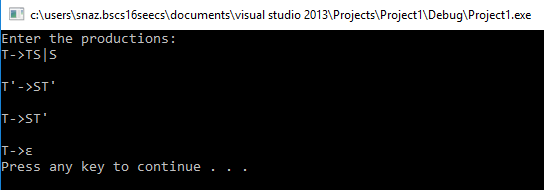 c:\users\snaz.bscs16seecs\documents\visual studio 2013\Projects\Project1\Debug\Project1.exe
Enter the productions:
T->TS|S
T'->ST'
T->ST'
T->ε
Press any key to continue . . .